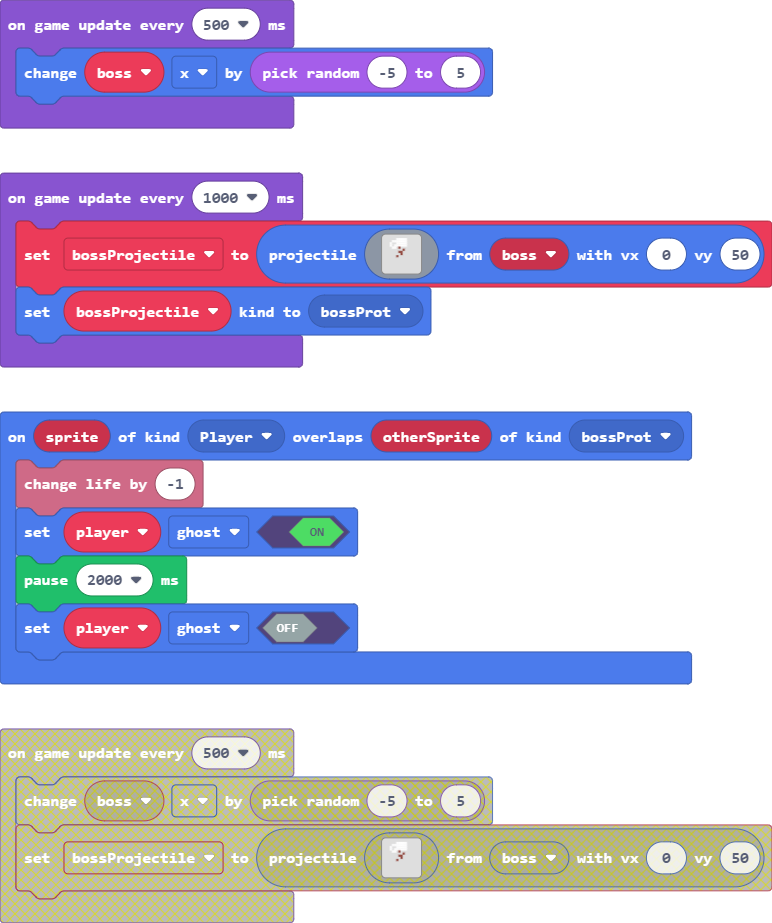 on game update every 500 ms
change boss x by pick random -5 to 5
on game update every 1000 ms
set bossProjectile to projectile from boss with vx 0 vy 50
set bossProjectile kind to bossProt
on sprite of kind Player overlaps otherSprite of kind bossProt
change life by -1
set player ghost ON
pause 2000 ms
set player ghost OFF
on game update every 500 ms
change boss x by pick random -5 to 5
set bossProjectile to projectile from boss with vx 0 vy 50